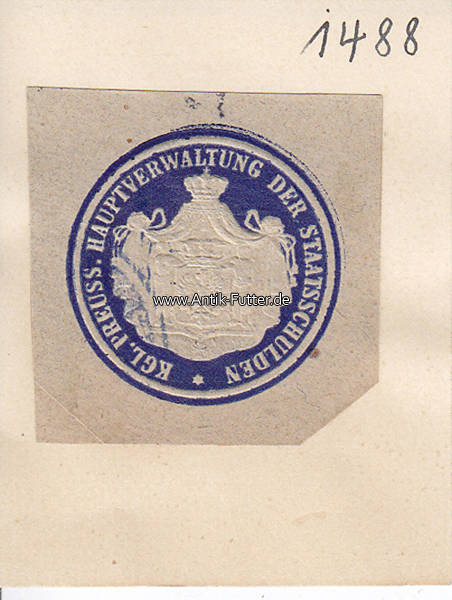 1488
KGL. PREUSS. HAUPTVERWALTUNG DER STAATSSCHULDEN
www.Antik-Futter.de